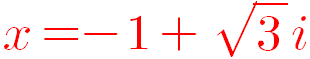 x = −1 + √3 i